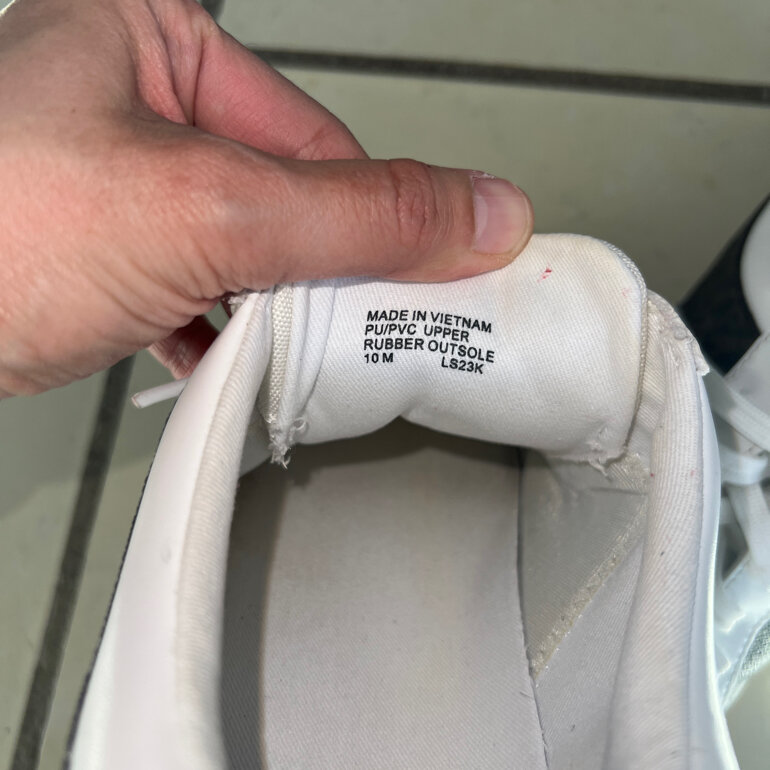 MADE IN VIETNAM
PU/PVC UPPER
RUBBER OUTSOLE
10 M LS23K